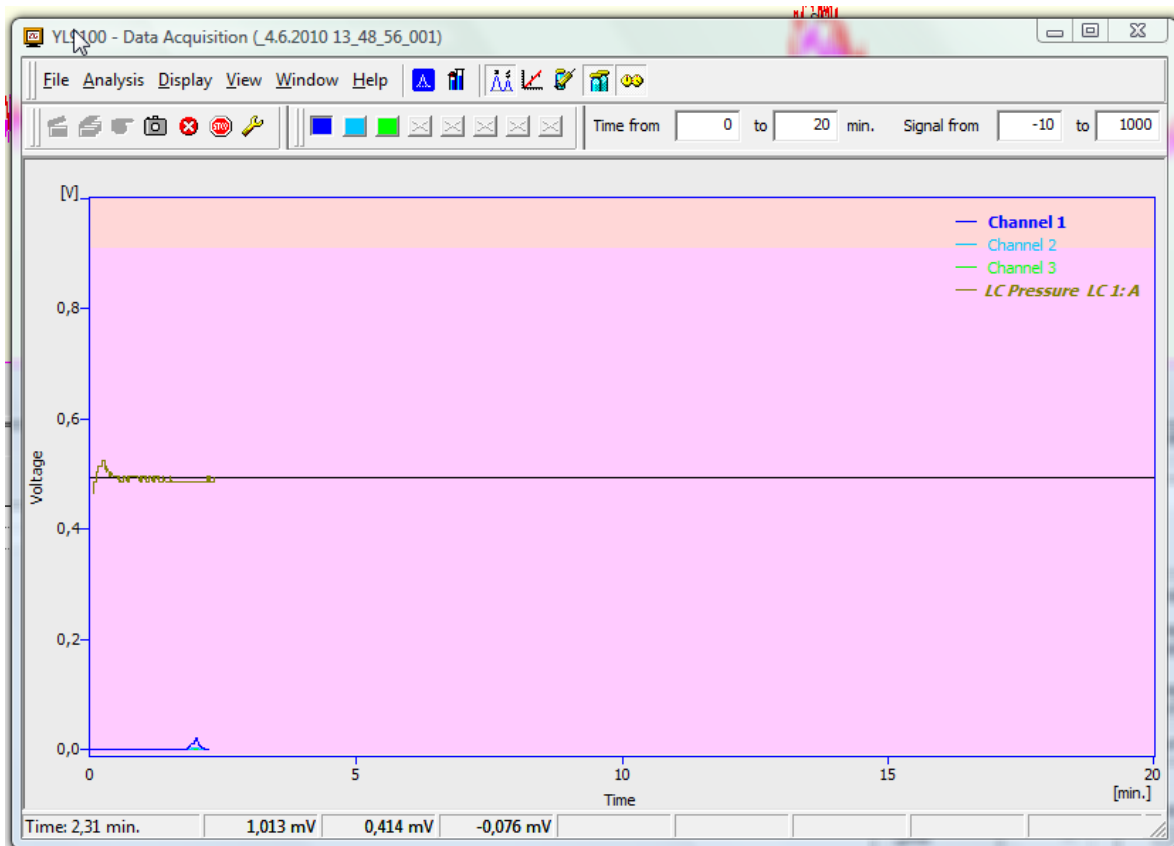 YL9100 - Data Acquisition (_4.6.2010 13_48_56_001)
File Analysis Display View Window Help
STOP Time from 0 to 20 min. Signal from -10 to 1000
[V]
Channel 1
Channel 2
Channel 3
LC Pressure LC 1: A
0,8
0,6
Voltage
0,4
0,2
0,0
0 5 10 15 20
Time [min.]
Time: 2,31 min. 1,013 mV 0,414 mV -0,076 mV